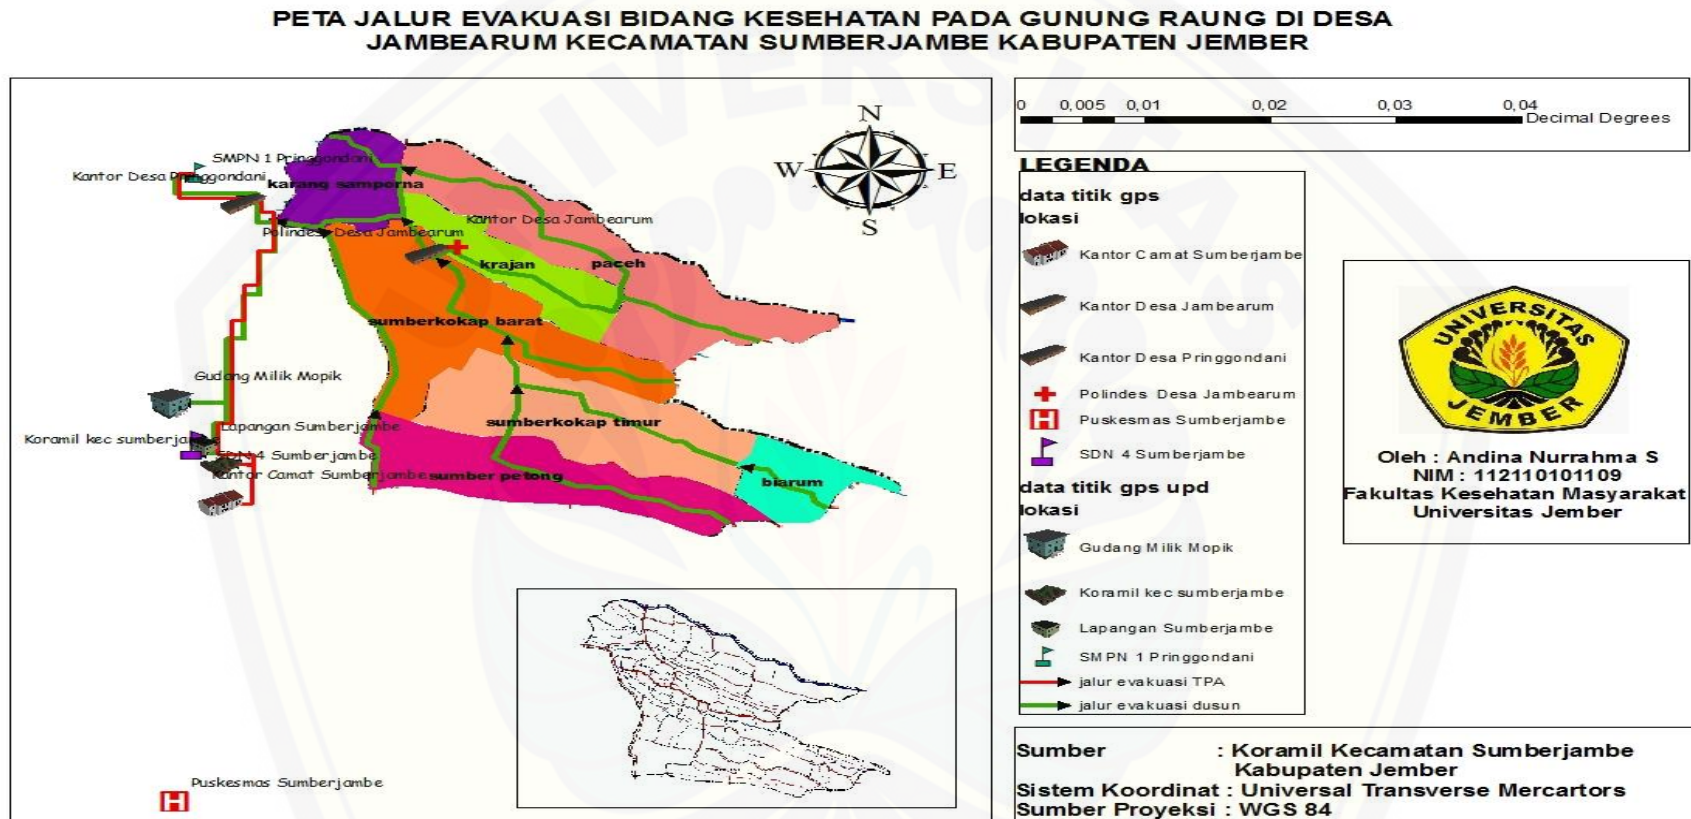 PETA JALUR EVAKUASI BIDANG KESEHATAN PADA GUNUNG RAUNG DI DESA
JAMBEARUM KECAMATAN SUMBERJAMBE KABUPATEN JEMBER
N
W
E
S
SMPN 1 Pringgondani
Kantor Desa Pringgondani
karang samporna
Kantor Desa Jambearum
Polindes Desa Jambearum
krajan
paceh
sumberkokap barat
Gudang Milik Mopik
Lapangan Sumberjambe
Koramil kec sumberjambe
SDN 4 Sumberjambe
Kantor Camat Sumberjambe
sumberkokap timur
sumber petong
biarum
Puskesmas Sumberjambe
0 0,005 0,01 0,02 0,03 0,04
Decimal Degrees
LEGENDA
data titik gps
lokasi
Kantor Camat Sumberjambe
Kantor Desa Jambearum
Kantor Desa Pringgondani
Polindes Desa Jambearum
H Puskesmas Sumberjambe
SDN 4 Sumberjambe
data titik gps upd
lokasi
Gudang Milik Mopik
Koramil kec sumberjambe
Lapangan Sumberjambe
SMPN 1 Pringgondani
jalur evakuasi TPA
jalur evakuasi dusun
UNIVERSITAS
JEMBER
Oleh : Andina Nurrahma S
NIM : 112110101109
Fakultas Kesehatan Masyarakat
Universitas Jember
Sumber : Koramil Kecamatan Sumberjambe
Kabupaten Jember
Sistem Koordinat : Universal Transverse Mercartors
Sumber Proyeksi : WGS 84
H
UNIVERSITAS